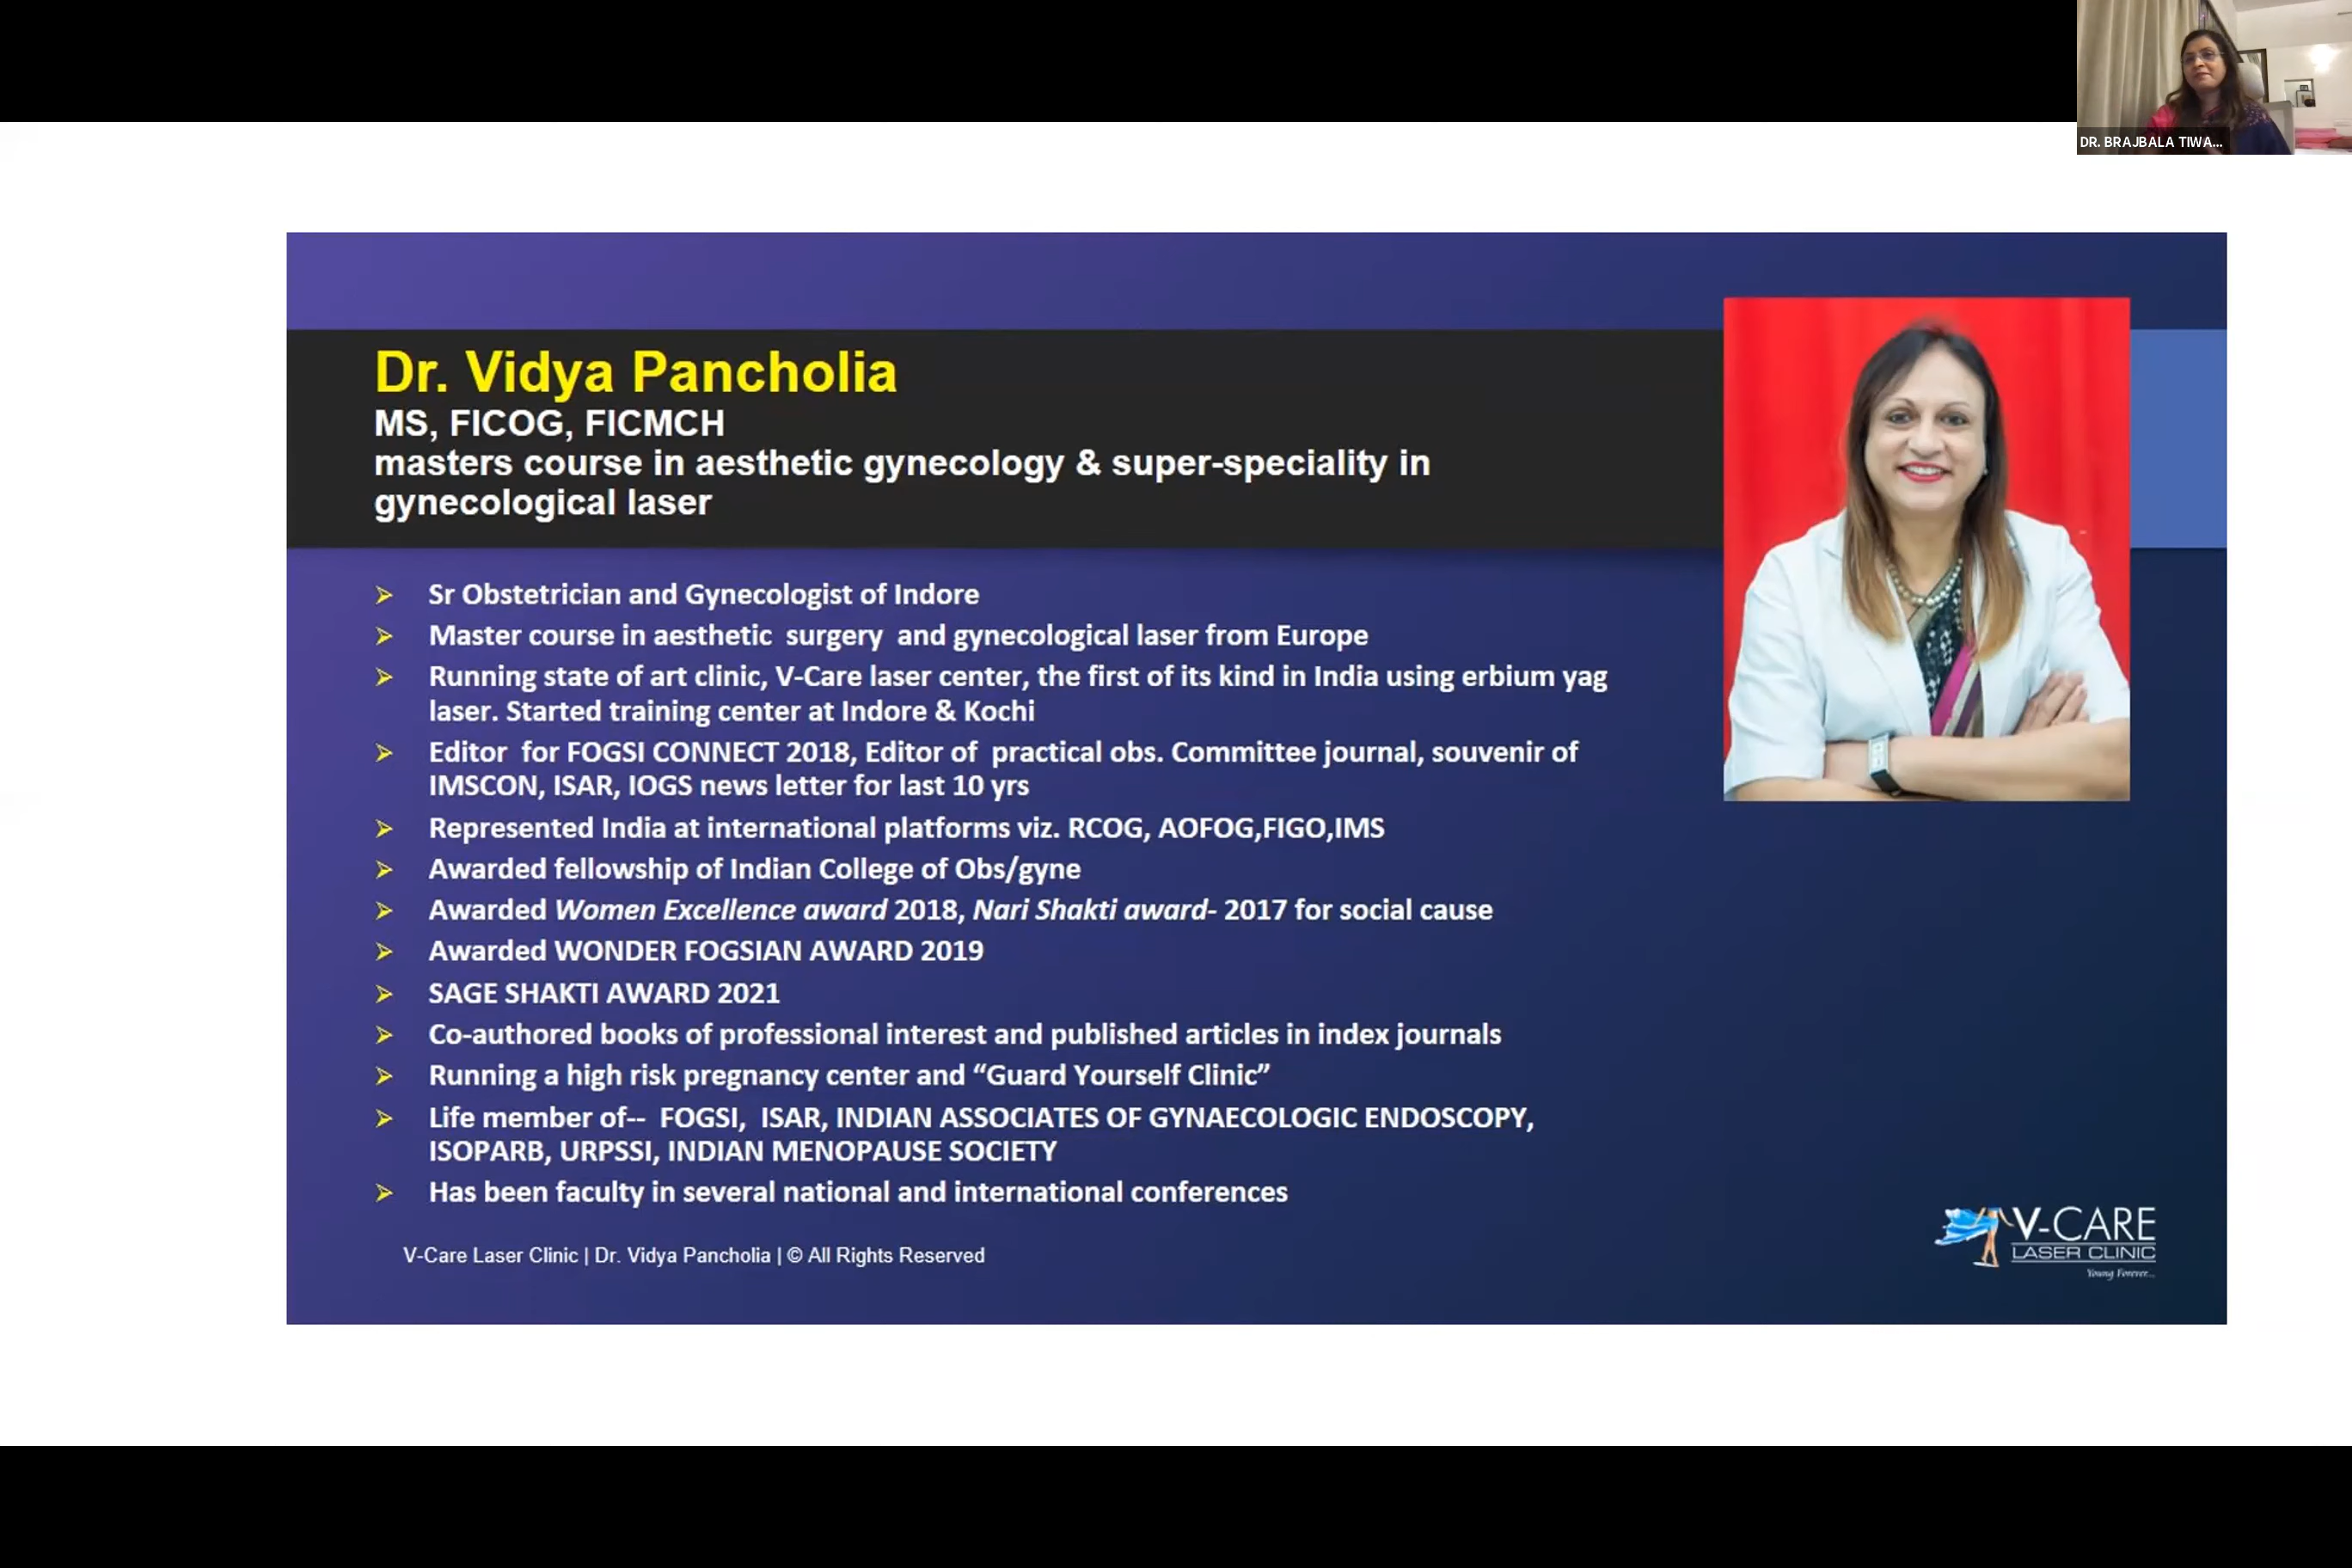 DR. BRAJBALA TIWA...
Dr. Vidya Pancholia
MS, FICOG, FICMCH
masters course in aesthetic gynecology & super-speciality in
gynecological laser
➢ Sr Obstetrician and Gynecologist of Indore
➢ Master course in aesthetic surgery and gynecological laser from Europe
➢ Running state of art clinic, V-Care laser center, the first of its kind in India using erbium yag
laser. Started training center at Indore & Kochi
➢ Editor for FOGSI CONNECT 2018, Editor of practical obs. Committee journal, souvenir of
IMSCON, ISAR, IOGS news letter for last 10 yrs
➢ Represented India at international platforms viz. RCOG, AOFOG,FIGO,IMS
➢ Awarded fellowship of Indian College of Obs/gyne
➢ Awarded Women Excellence award 2018, Nari Shakti award- 2017 for social cause
➢ Awarded WONDER FOGSIAN AWARD 2019
➢ SAGE SHAKTI AWARD 2021
➢ Co-authored books of professional interest and published articles in index journals
➢ Running a high risk pregnancy center and “Guard Yourself Clinic”
➢ Life member of-- FOGSI, ISAR, INDIAN ASSOCIATES OF GYNAECOLOGIC ENDOSCOPY,
ISOPARB, URPSSI, INDIAN MENOPAUSE SOCIETY
➢ Has been faculty in several national and international conferences
V-Care Laser Clinic | Dr. Vidya Pancholia | © All Rights Reserved
V-CARE
LASER CLINIC
Young Forever...